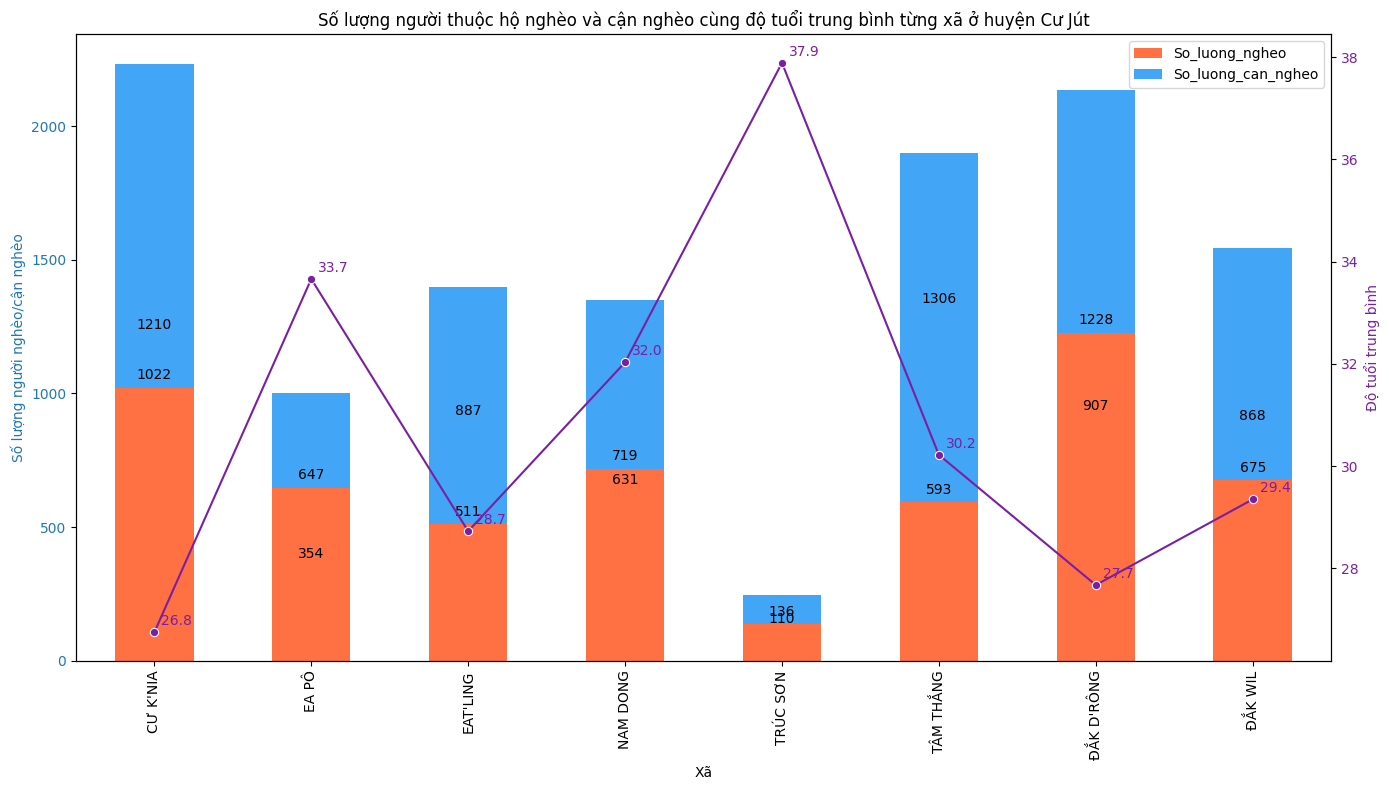 Số lượng người thuộc hộ nghèo và cận nghèo cùng độ tuổi trung bình từng xã ở huyện Cư Jút
So_luong_ngheo
So_luong_can_ngheo
Số lượng người nghèo/cận nghèo
2000
1500
1000
500
0
38
36
34
32
30
28
Độ tuổi trung bình
1210
1022
26.8
33.7
647
354
887
511
28.7
32.0
719
631
37.9
136
110
1306
30.2
593
1228
907
27.7
868
675
29.4
CƯ K'NIA
EA PÔ
EAT'LING
NAM DONG
TRÚC SƠN
TÂM THẮNG
ĐẮK D'RÔNG
ĐẮK WIL
Xã